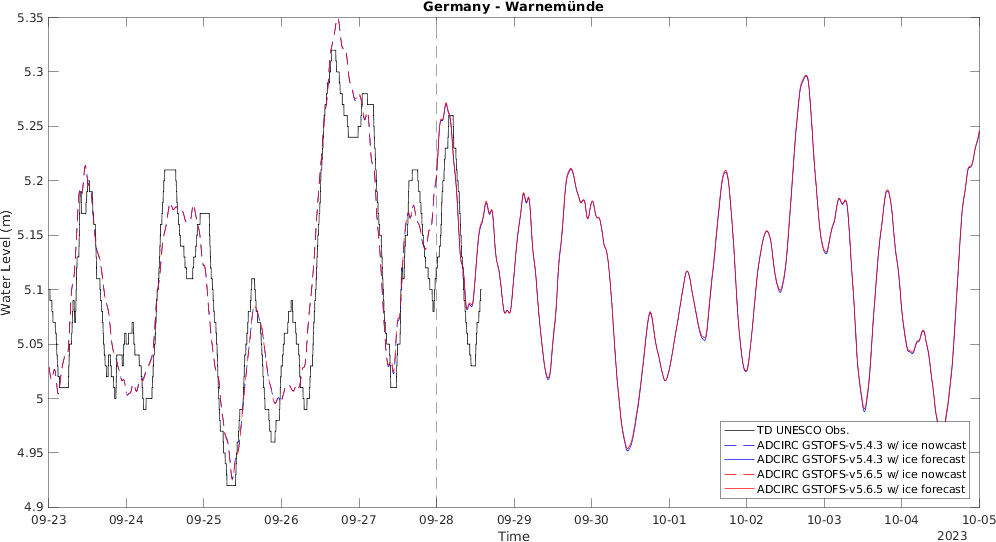 Germany - Warnemünde
Water Level (m)
5.35
5.3
5.25
5.2
5.15
5.1
5.05
5
4.95
4.9
TD UNESCO Obs.
ADCIRC GSTOFS-v5.4.3 w/ ice nowcast
ADCIRC GSTOFS-v5.4.3 w/ ice forecast
ADCIRC GSTOFS-v5.6.5 w/ ice nowcast
ADCIRC GSTOFS-v5.6.5 w/ ice forecast
09-23 09-24 09-25 09-26 09-27 09-28 09-29 09-30 10-01 10-02 10-03 10-04 10-05
Time
2023